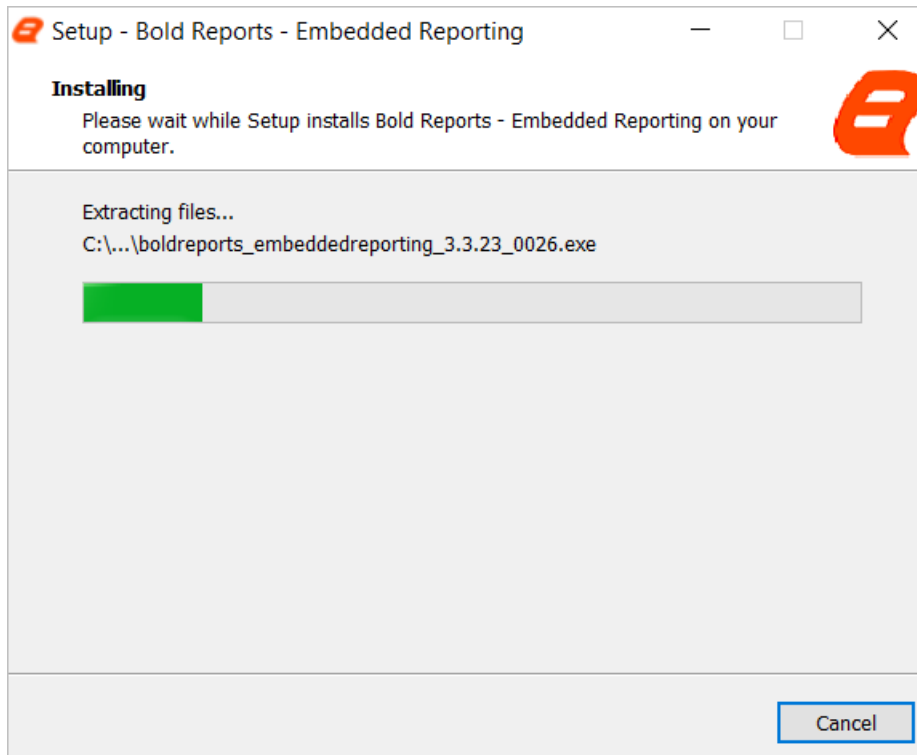 Setup - Bold Reports - Embedded Reporting
Installing
Please wait while Setup installs Bold Reports - Embedded Reporting on your
computer.
Extracting files...
C:\...\boldreports_embeddedreporting_3.3.23_0026.exe
Cancel